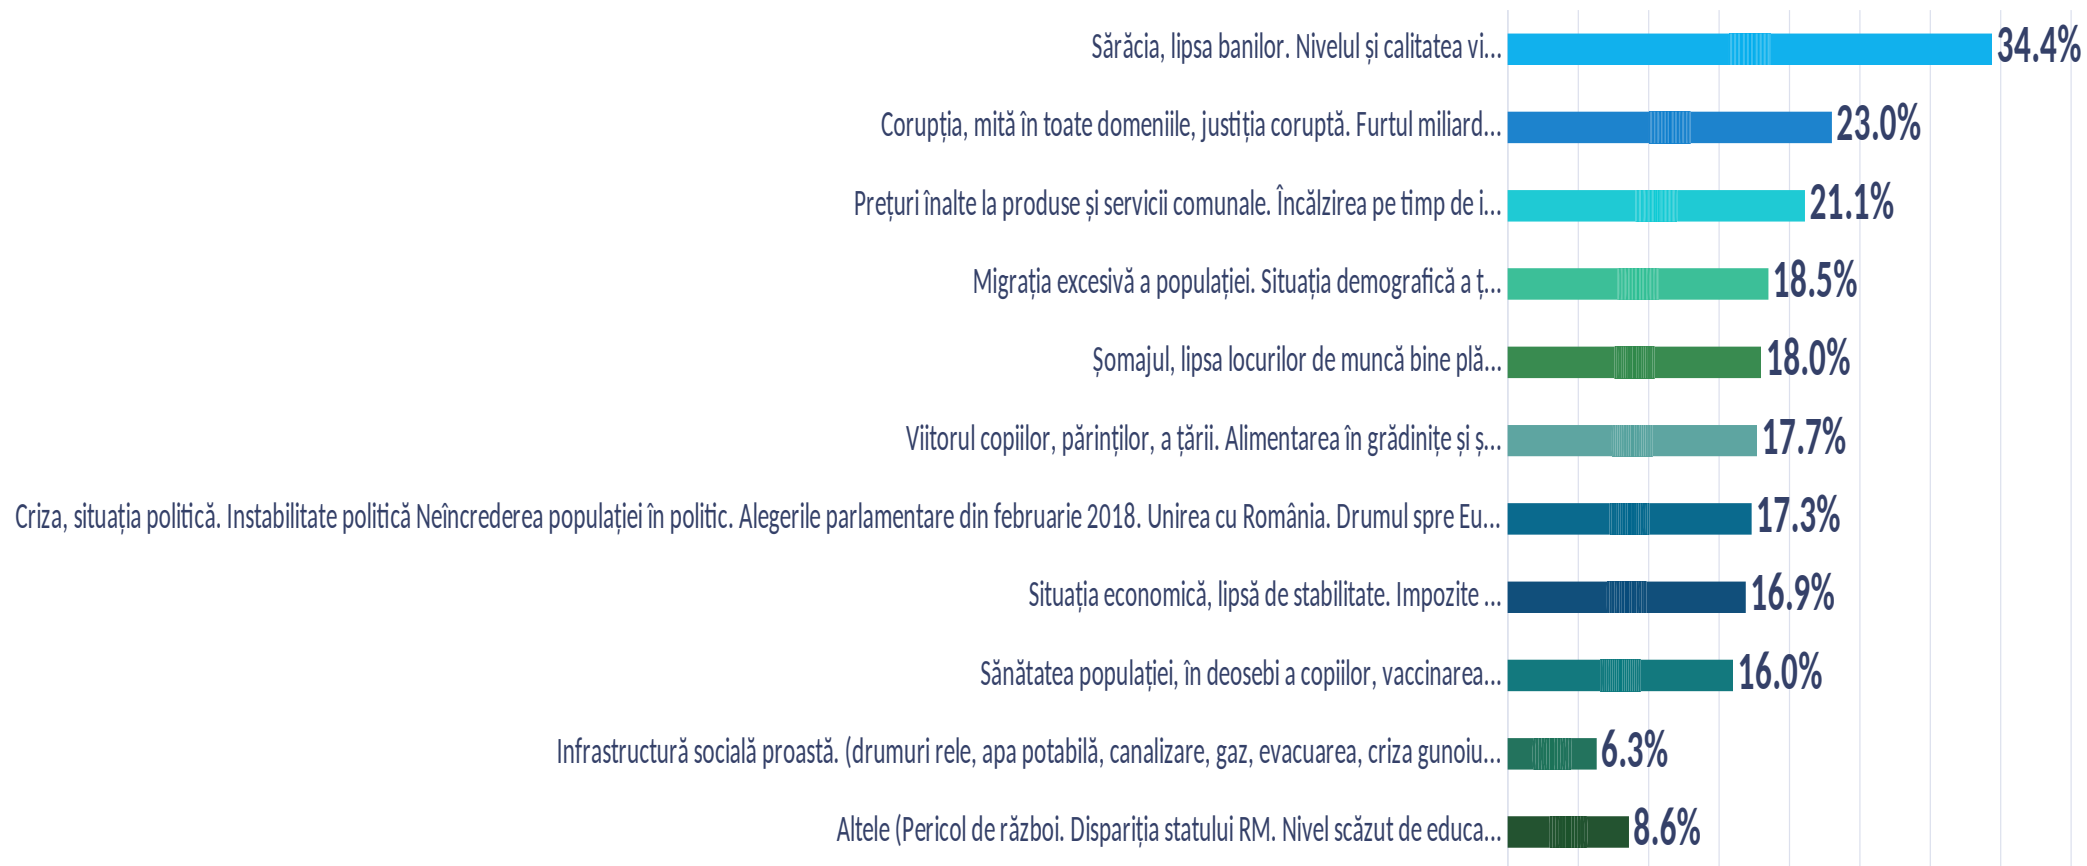 Sărăcia, lipsa banilor. Nivelul și calitatea vi... 34.4%
Corupția, mită în toate domeniile, justiția coruptă. Furtul miliard... 23.0%
Prețuri înalte la produse și servicii comunale. Încălzirea pe timp de i... 21.1%
Migrația excesivă a populației. Situația demografică a ț... 18.5%
Șomajul, lipsa locurilor de muncă bine plă... 18.0%
Viitorul copiilor, părinților, a țării. Alimentarea în grădinițe și ș... 17.7%
Criza, situația politică. Instabilitate politică Neîncrederea populației în politic. Alegerile parlamentare din februarie 2018. Unirea cu România. Drumul spre Eu... 17.3%
Situația economică, lipsă de stabilitate. Impozite ... 16.9%
Sănătatea populației, în deosebi a copiilor, vaccinarea... 16.0%
Infrastructură socială proastă. (drumuri rele, apa potabilă, canalizare, gaz, evacuarea, criza gunoiu... 6.3%
Altele (Pericol de război. Dispariția statului RM. Nivel scăzut de educa... 8.6%